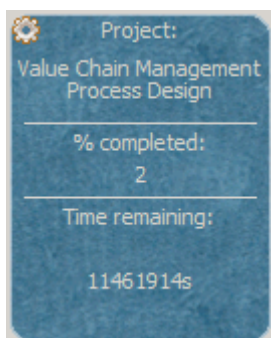 Project:
Value Chain Management
Process Design
% completed:
2
Time remaining:
11461914s